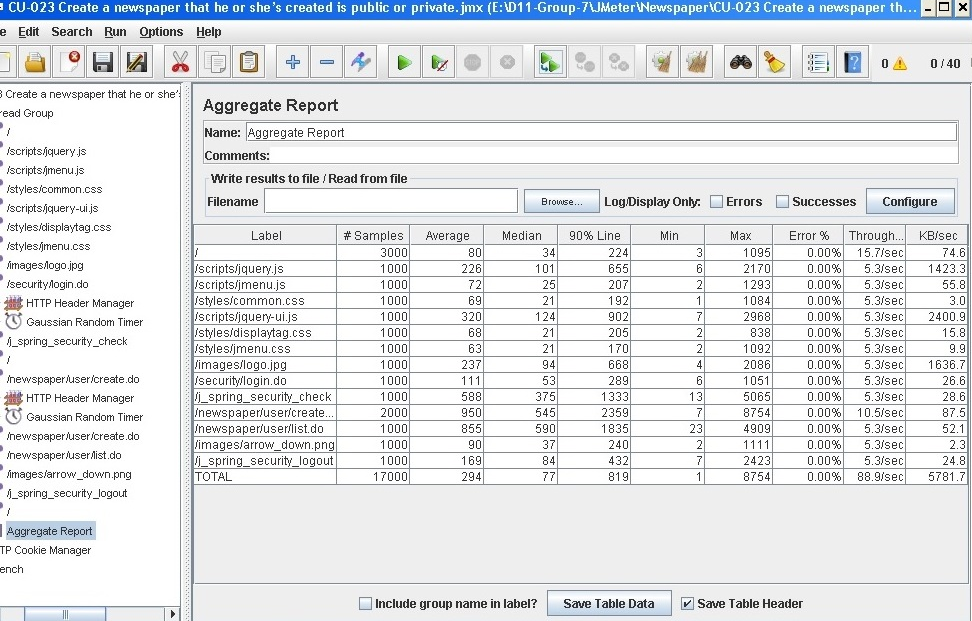 CU-023 Create a newspaper that he or she's created is public or private.jmx (E:\D11-Group-7\JMeter\Newspaper\CU-023 Create a newspaper th...
e Edit Search Run Options Help
0 0 / 40
3 Create a newspaper that he or she's
read Group
/
/scripts/jquery.js
/scripts/jmenu.js
/styles/common.css
/scripts/jquery-ui.js
/styles/displaytag.css
/styles/jmenu.css
/images/logo.jpg
/security/login.do
HTTP Header Manager
Gaussian Random Timer
/j_spring_security_check
/
/newspaper/user/create.do
HTTP Header Manager
Gaussian Random Timer
/newspaper/user/create.do
/newspaper/user/list.do
/images/arrow_down.png
/j_spring_security_logout
/
Aggregate Report
TP Cookie Manager
ench
Aggregate Report
Name: Aggregate Report
Comments:
Write results to file / Read from file
Filename Browse... Log/Display Only: Errors Successes Configure
Label # Samples Average Median 90% Line Min Max Error % Through... KB/sec
/ 3000 80 34 224 3 1095 0.00% 15.7/sec 74.6
/scripts/jquery.js 1000 226 101 655 6 2170 0.00% 5.3/sec 1423.3
/scripts/jmenu.js 1000 72 25 207 2 1293 0.00% 5.3/sec 55.8
/styles/common.css 1000 69 21 192 1 1084 0.00% 5.3/sec 3.0
/scripts/jquery-ui.js 1000 320 124 902 7 2968 0.00% 5.3/sec 2400.9
/styles/displaytag.css 1000 68 21 205 2 838 0.00% 5.3/sec 15.8
/styles/jmenu.css 1000 63 21 170 2 1092 0.00% 5.3/sec 9.9
/images/logo.jpg 1000 237 94 668 4 2086 0.00% 5.3/sec 1636.7
/security/login.do 1000 111 53 289 6 1051 0.00% 5.3/sec 26.6
/j_spring_security_check 1000 588 375 1333 13 5065 0.00% 5.3/sec 28.6
/newspaper/user/create... 2000 950 545 2359 7 8754 0.00% 10.5/sec 87.5
/newspaper/user/list.do 1000 855 590 1835 23 4909 0.00% 5.3/sec 52.1
/images/arrow_down.png 1000 90 37 240 2 1111 0.00% 5.3/sec 2.3
/j_spring_security_logout 1000 169 84 432 7 2423 0.00% 5.3/sec 24.8
TOTAL 17000 294 77 819 1 8754 0.00% 88.9/sec 5781.7
Include group name in label? Save Table Data Save Table Header